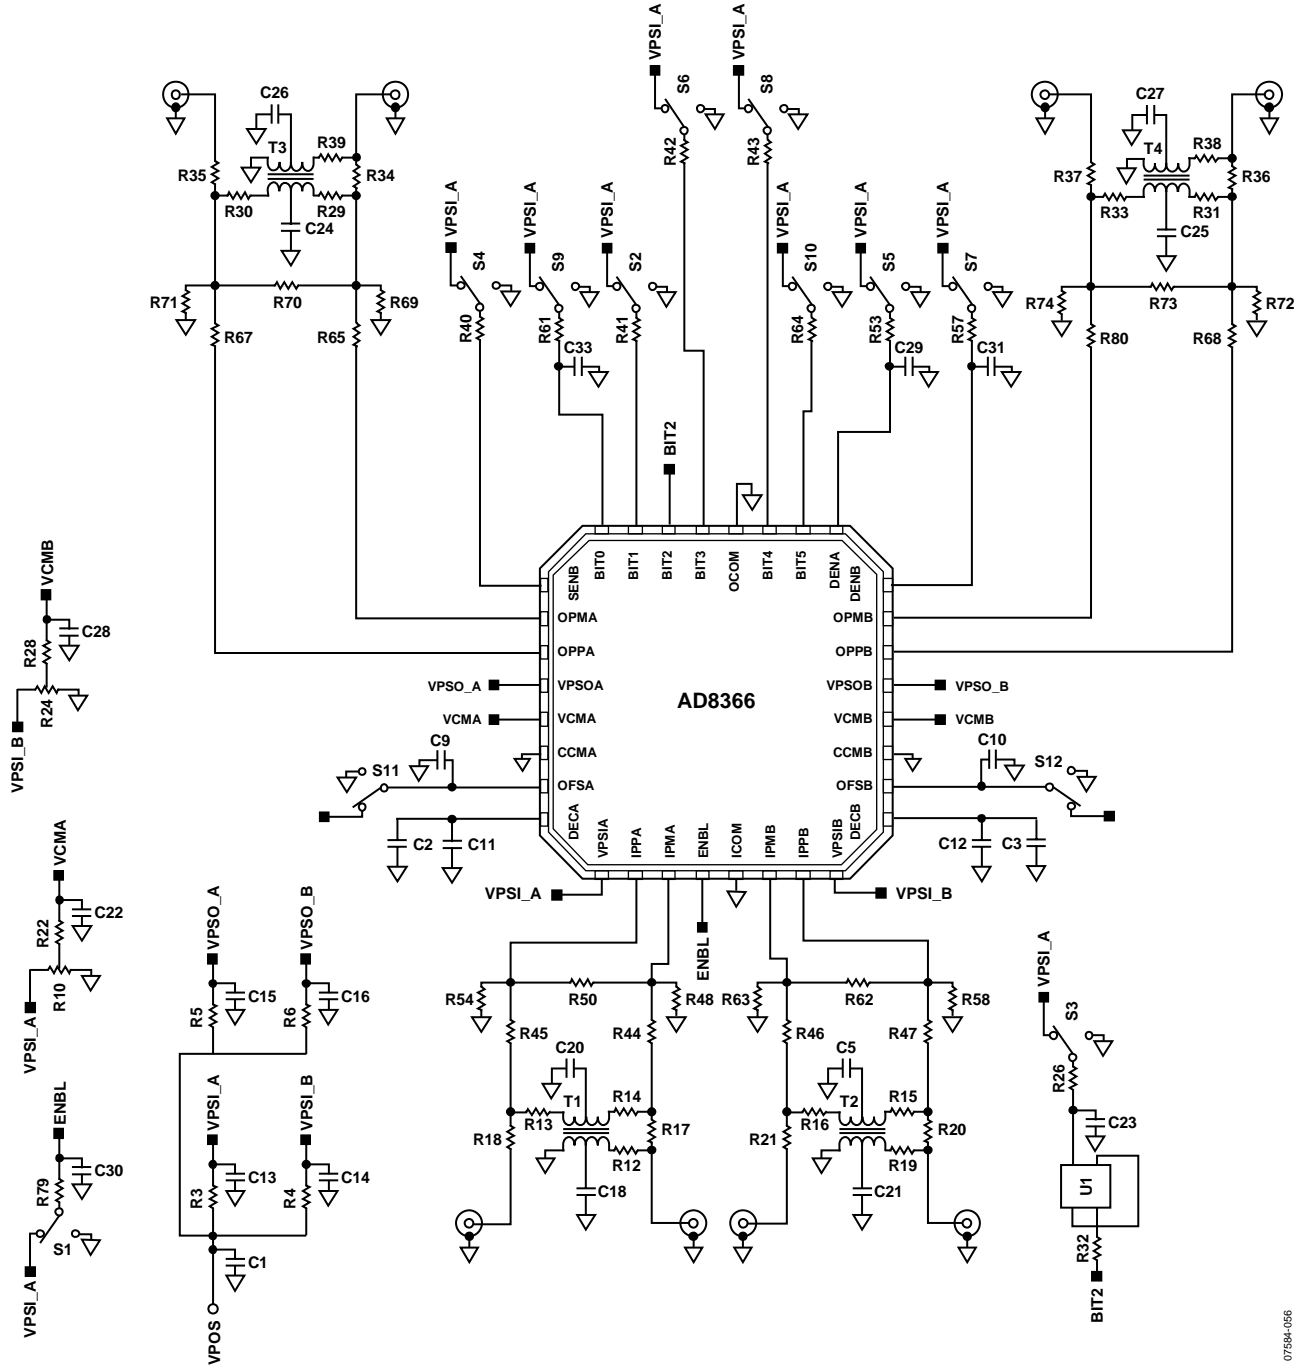 VPSI_A
VPSI_A
S6
S8
C26
C27
R42
R43
R39
T3
R35
R34
R30
R29
C24
R38
T4
R37
R36
R33
R31
C25
VPSI_A
VPSI_A
VPSI_A
VPSI_A
VPSI_A
VPSI_A
S4
S9
S2
S10
S5
S7
R71
R70
R69
R67
R65
R40
R61
R41
R64
R53
R57
C33
C29
C31
R74
R73
R72
R80
R68
BIT2
SENB
BIT0
BIT1
BIT2
BIT3
OCOM
BIT4
BIT5
DENA
DENB
OPMA
OPMB
OPPA
OPPB
VPSO_A
VPSOA
AD8366
VPSOB
VPSO_B
VCMA
VCMA
VCMB
VCMB
CCMA
CCMB
OFSA
OFSB
DECA
VPSIA
IPPA
IPMA
ENBL
ICOM
IPMB
IPPB
VPSIB
DECB
C9
S11
C2
C11
C10
S12
C12
C3
VPSI_A
VPSI_B
ENBL
VCMB
R28
C28
R24
VPSI_B
VCMA
R22
C22
R10
VPSI_A
VPSO_A
VPSO_B
R5
C15
R6
C16
VPSI_A
VPSI_B
R3
C13
R4
C14
C1
VPOS
ENBL
R79
C30
S1
VPSI_A
R54
R50
R48
R45
R44
C20
T1
R14
R13
R18
R17
R12
C18
R63
R62
R58
R46
R47
C5
T2
R15
R16
R21
R20
R19
C21
VPSI_A
S3
R26
C23
U1
R32
BIT2
07584-056